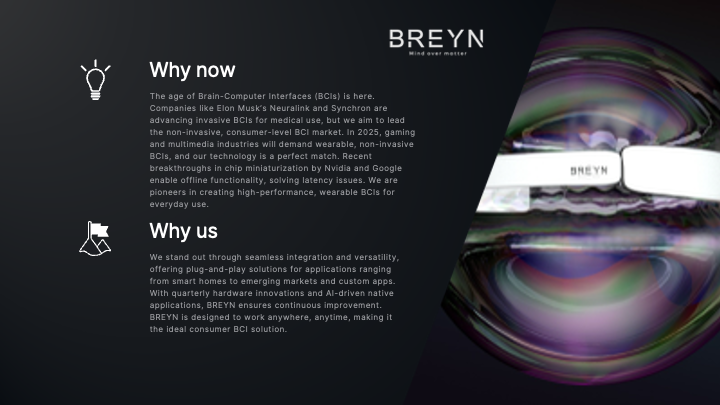 BREYN
Mind over matter
Why now
The age of Brain-Computer Interfaces (BCIs) is here.
Companies like Elon Musk's Neuralink and Synchron are
advancing invasive BCIs for medical use, but we aim to lead
the non-invasive, consumer-level BCI market. In 2025, gaming
and multimedia industries will demand wearable, non-invasive
BCIs, and our technology is a perfect match. Recent
breakthroughs in chip miniaturization by Nvidia and Google
enable offline functionality, solving latency issues. We are
pioneers in creating high-performance, wearable BCIs for
everyday use.
BREYN
Why us
We stand out through seamless integration and versatility,
offering plug-and-play solutions for applications ranging
from smart homes to emerging markets and custom apps.
With quarterly hardware innovations and AI-driven native
applications, BREYN ensures continuous improvement.
BREYN is designed to work anywhere, anytime, making it
the ideal consumer BCI solution.